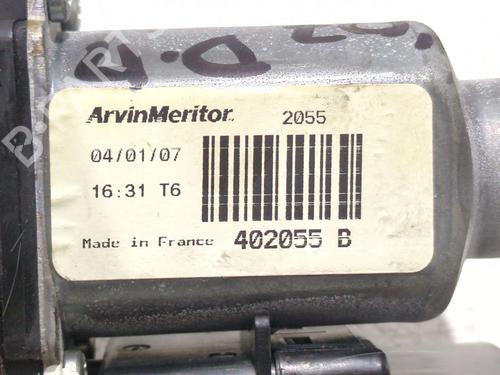 ArvinMeritor. 2055
04/01/07
16:31 T6
Made in France 402055 B